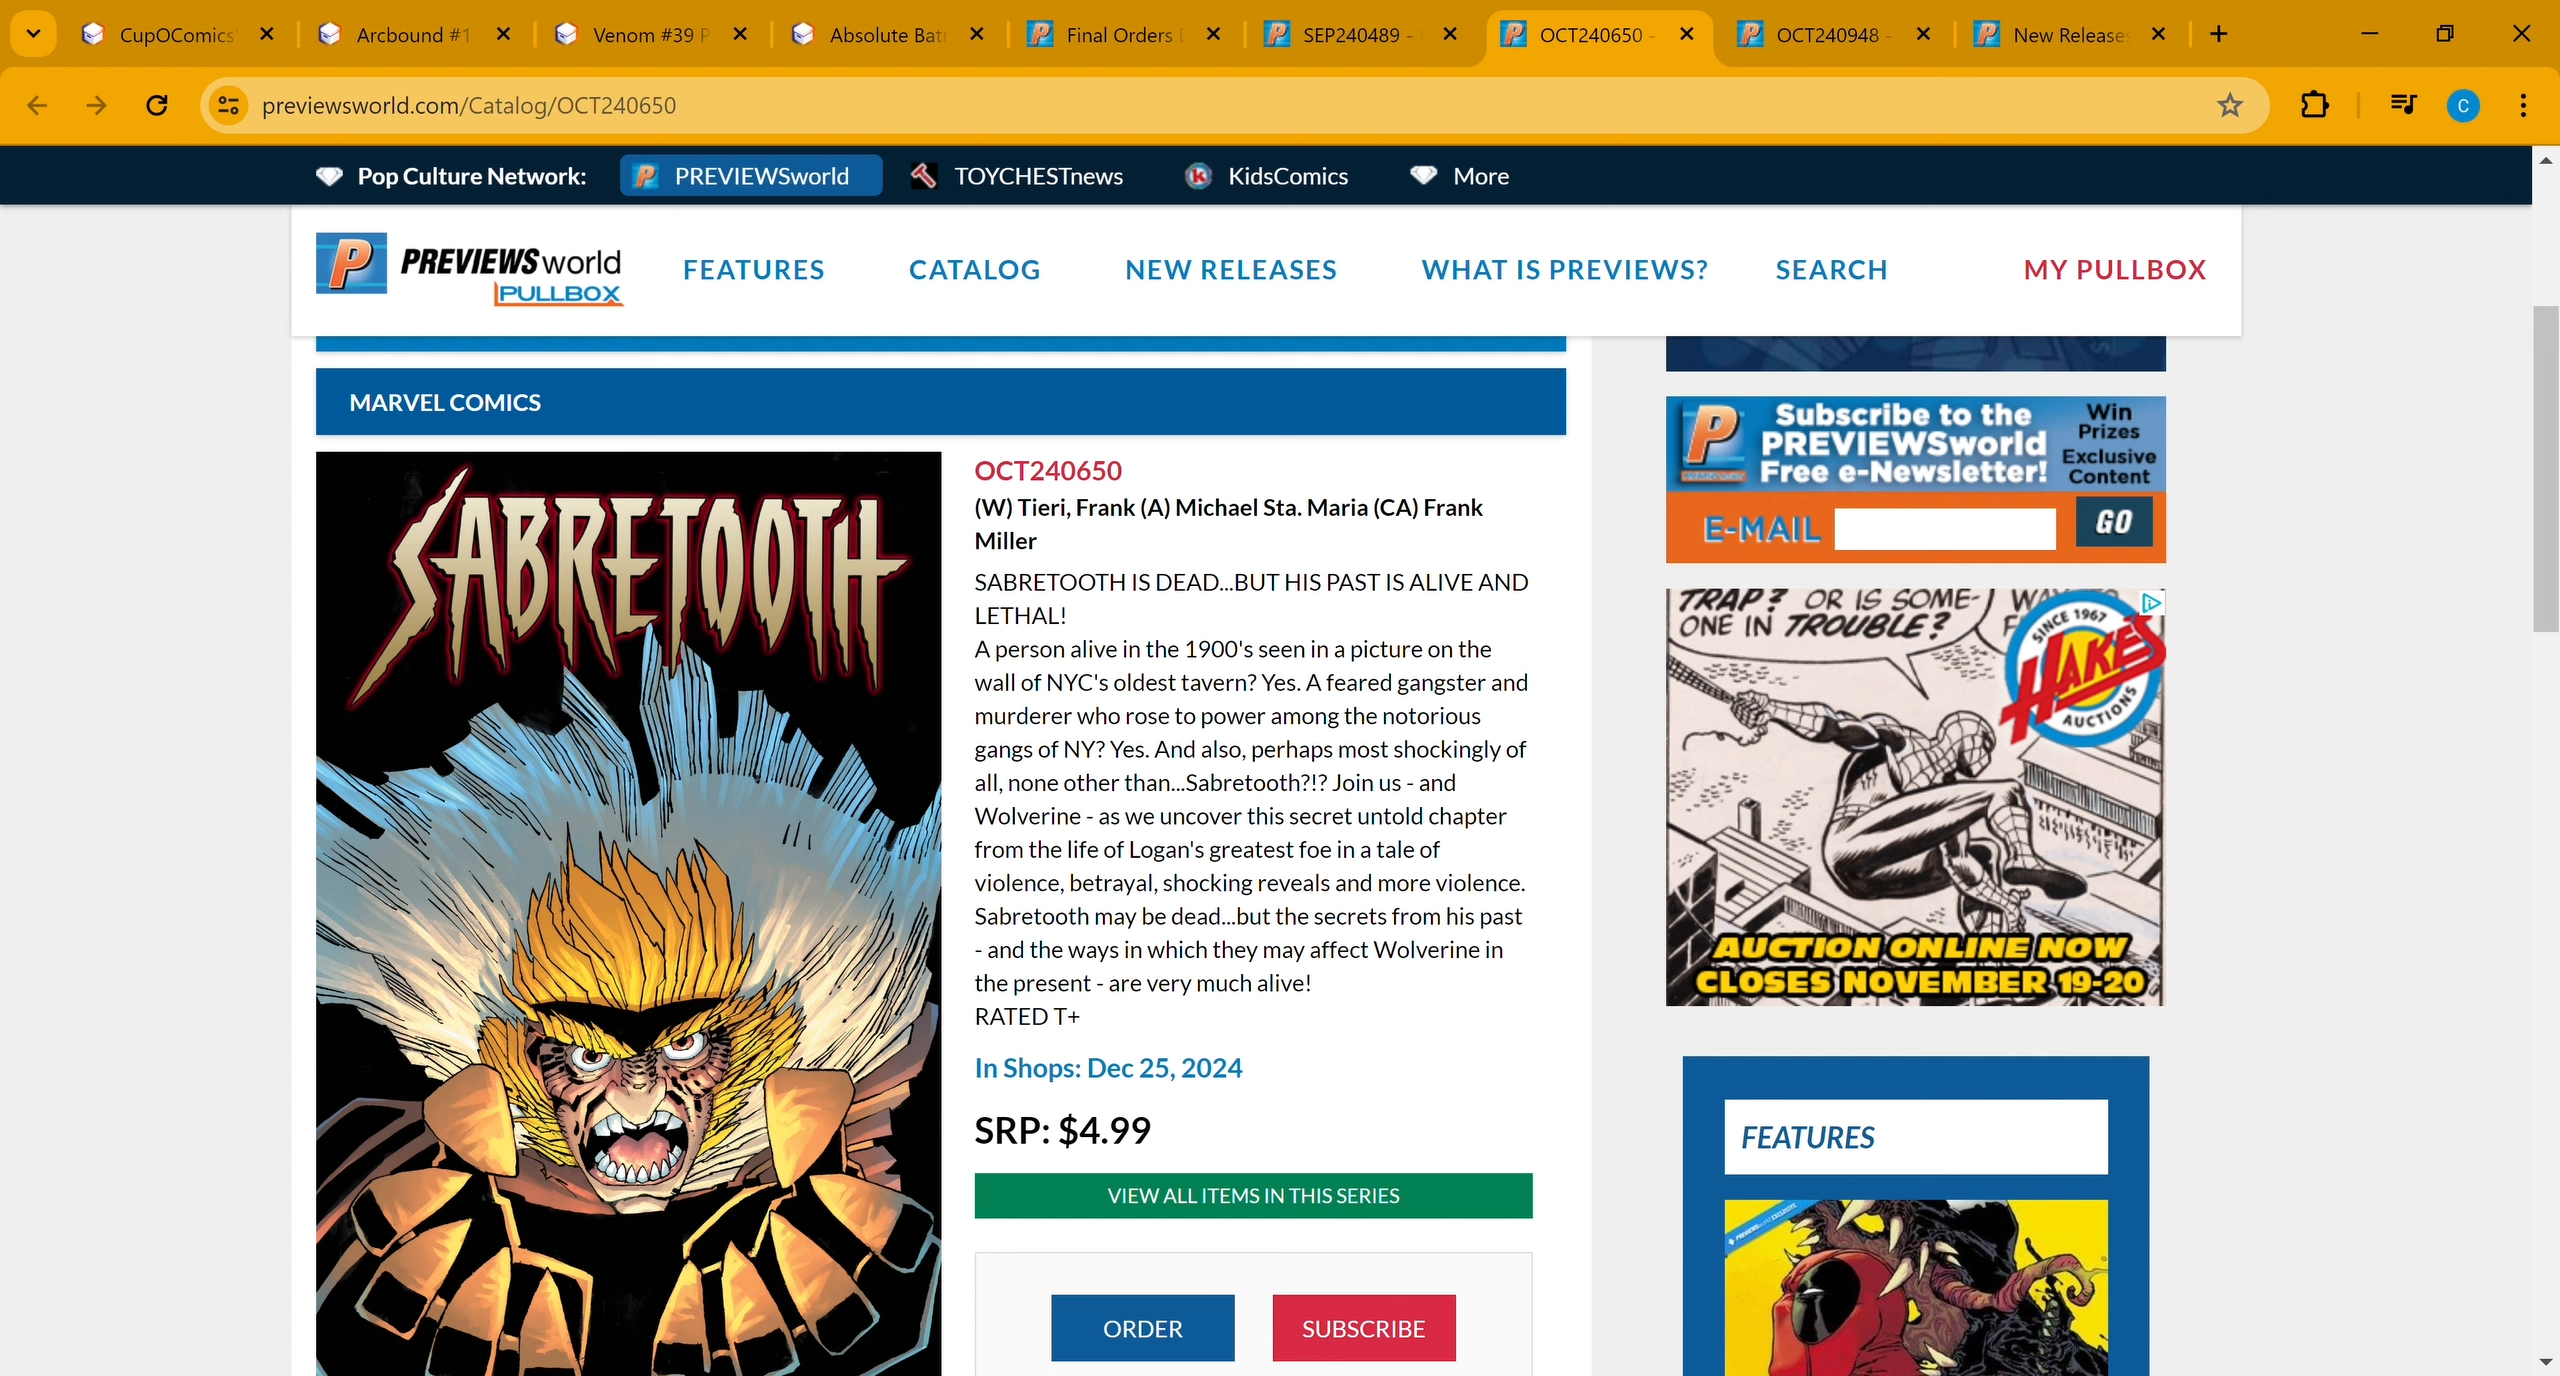 CupOComics
Arcbound #1
Venom #39 P
Absolute Bat
Final Orders D
SEP240489 -
OCT240650 -
OCT240948 -
New Release
previewsworld.com/Catalog/OCT240650
C
Pop Culture Network:
PREVIEWSworld
TOYCHESTnews
KidsComics
More
P PREVIEWSworld
PULLBOX
FEATURES
CATALOG
NEW RELEASES
WHAT IS PREVIEWS?
SEARCH
MY PULLBOX
MARVEL COMICS
SABRETOOTH
OCT240650
(W) Tieri, Frank (A) Michael Sta. Maria (CA) Frank
Miller
SABRETOOTH IS DEAD...BUT HIS PAST IS ALIVE AND
LETHAL!
A person alive in the 1900's seen in a picture on the
wall of NYC's oldest tavern? Yes. A feared gangster and
murderer who rose to power among the notorious
gangs of NY? Yes. And also, perhaps most shockingly of
all, none other than...Sabretooth?!? Join us - and
Wolverine - as we uncover this secret untold chapter
from the life of Logan's greatest foe in a tale of
violence, betrayal, shocking reveals and more violence.
Sabretooth may be dead...but the secrets from his past
- and the ways in which they may affect Wolverine in
the present - are very much alive!
RATED T+
In Shops: Dec 25, 2024
SRP: $4.99
VIEW ALL ITEMS IN THIS SERIES
ORDER
SUBSCRIBE
P
Subscribe to the
PREVIEWSworld
Free e-Newsletter!
Win
Prizes
Exclusive
Content
E-MAIL
GO
TRAP? OR IS SOME-
ONE IN TROUBLE?
SINCE 1967
HAKE'S
AUCTIONS
AUCTION ONLINE NOW
CLOSES NOVEMBER 19-20
FEATURES
PREVIEWSworld EXCLUSIVE